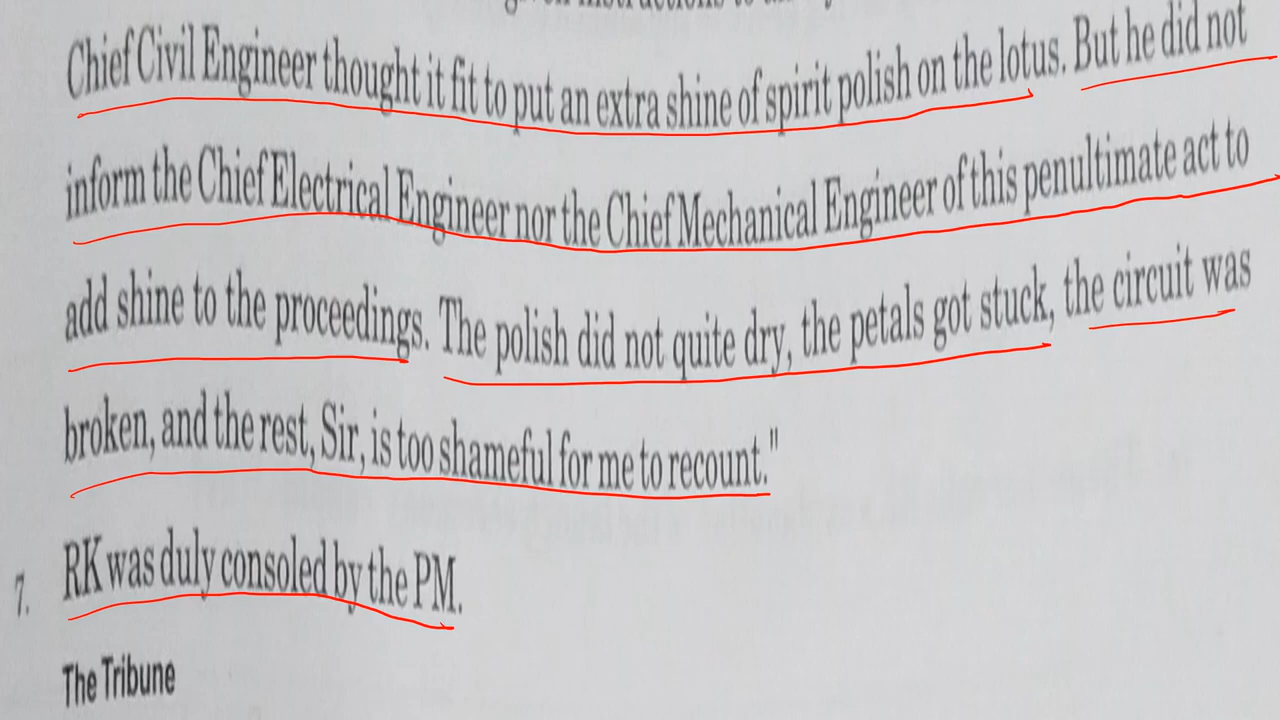 Chief Civil Engineer thought it fit to put an extra shine of spirit polish on the lotus. But he did not
inform the Chief Electrical Engineer nor the Chief Mechanical Engineer of this penultimate act to
add shine to the proceedings. The polish did not quite dry, the petals got stuck, the circuit was
broken, and the rest, Sir, is too shameful for me to recount."
7. RK was duly consoled by the PM.
The Tribune